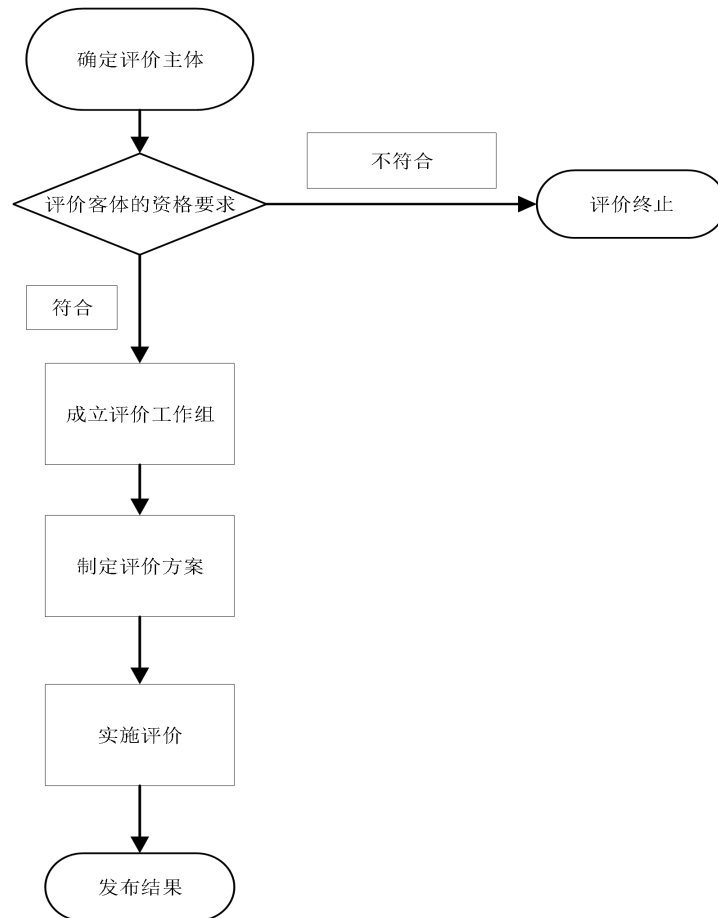 确定评价主体
不符合
评价客体的资格要求
评价终止
符合
成立评价工作组
制定评价方案
实施评价
发布结果